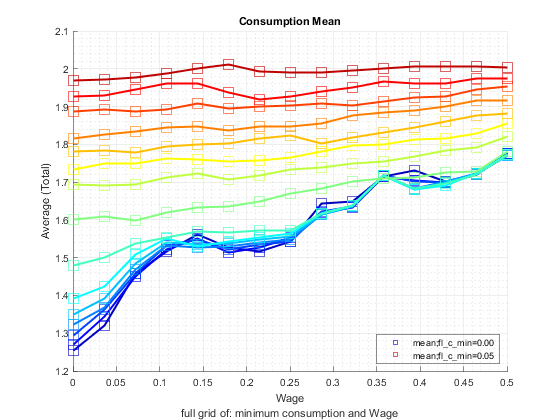 Consumption Mean
Average (Total)
2.1
2
1.9
1.8
1.7
1.6
1.5
1.4
1.3
1.2
mean;fl_c_min=0.00
mean;fl_c_min=0.05
0 0.05 0.1 0.15 0.2 0.25 0.3 0.35 0.4 0.45 0.5
Wage
full grid of: minimum consumption and Wage